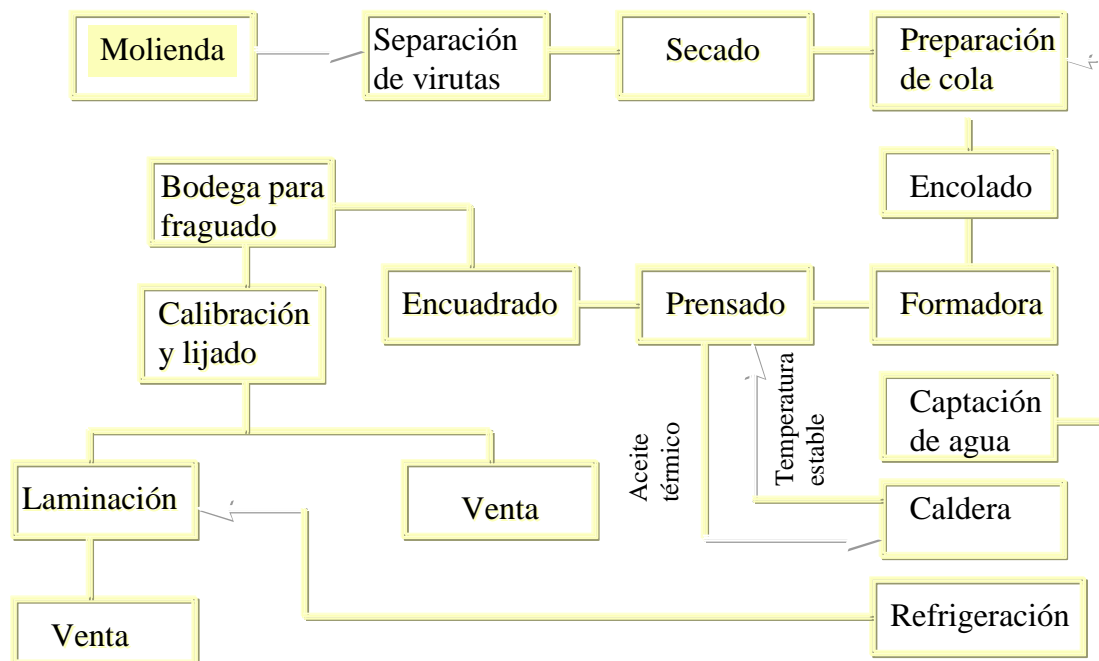 Molienda
Separación
de virutas
Secado
Preparación
de cola
Encolado
Bodega para
fraguado
Encuadrado
Prensado
Formadora
Calibración
y lijado
Aceite
térmico
Temperatura
estable
Captación
de agua
Laminación
Venta
Caldera
Venta
Refrigeración